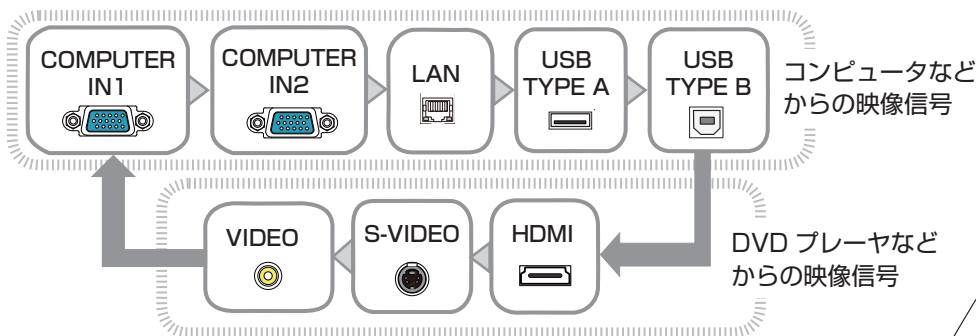 COMPUTER
IN1
COMPUTER
IN2
LAN
USB
TYPE A
USB
TYPE B
コンピュータなど
からの映像信号
VIDEO
S-VIDEO
HDMI
DVD プレーヤなど
からの映像信号